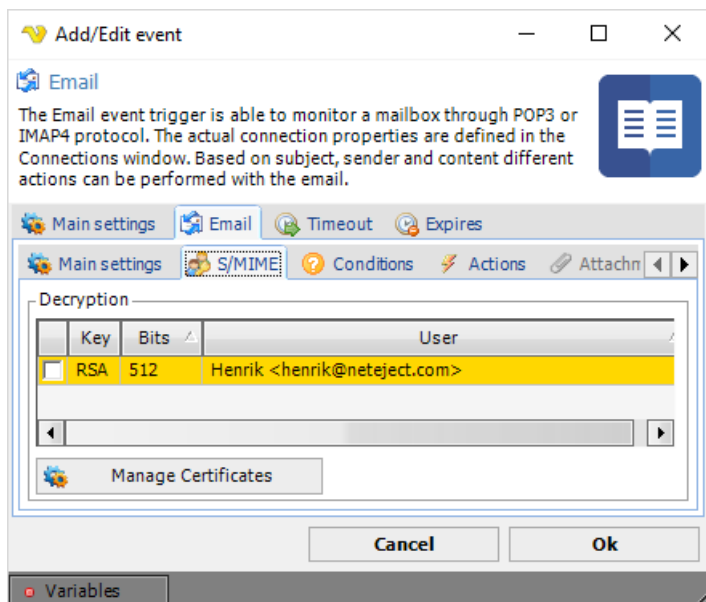 Add/Edit event
Email
The Email event trigger is able to monitor a mailbox through POP3 or
IMAP4 protocol. The actual connection properties are defined in the
Connections window. Based on subject, sender and content different
actions can be performed with the email.
Main settings Email Timeout Expires
Main settings S/MIME Conditions Actions
Decryption
Key Bits User
RSA 512 Henrik <henrik@neteject.com>
Manage Certificates
Cancel Ok
Variables